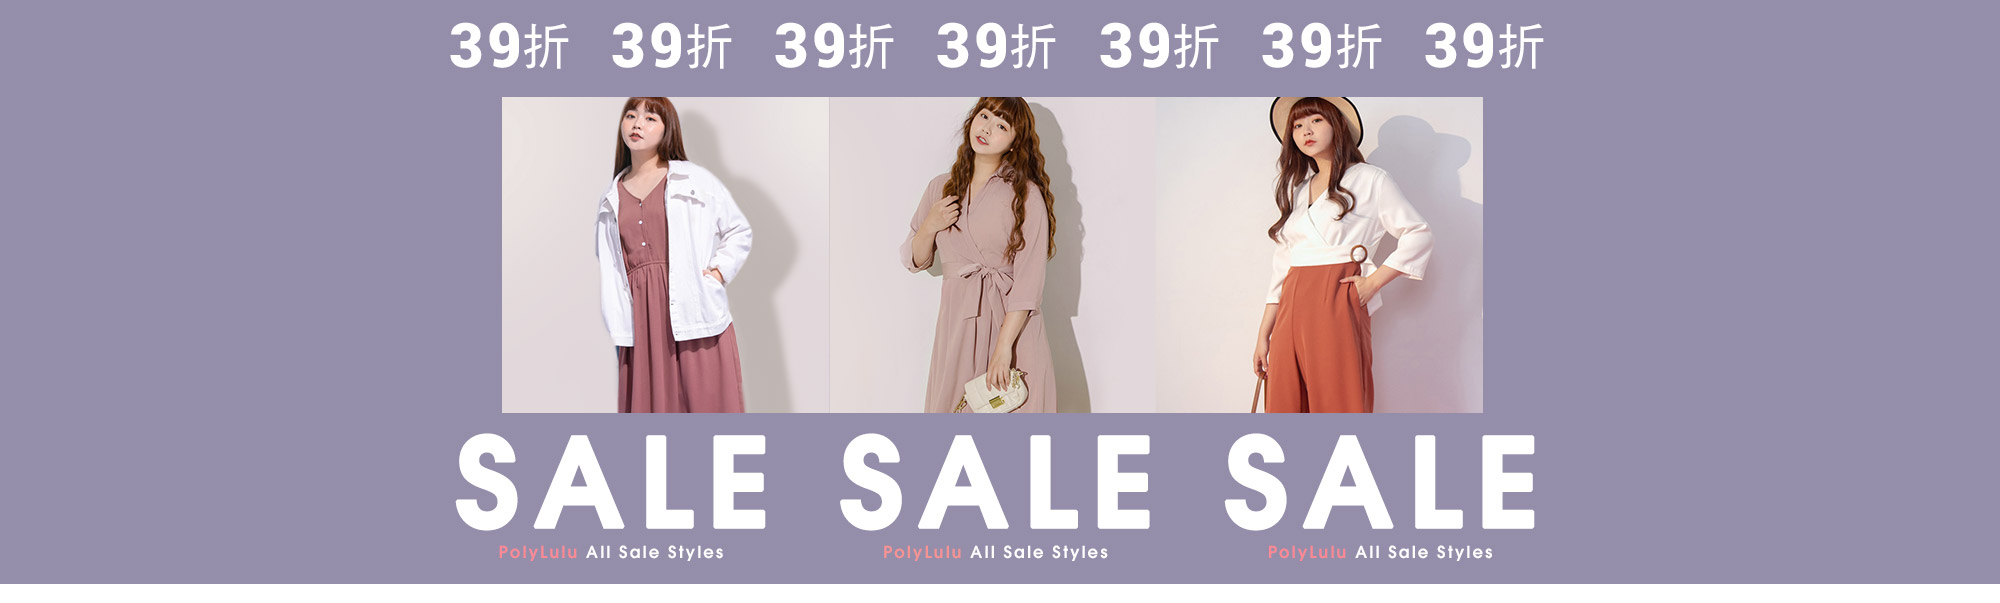 39折 39折 39折 39折 39折 39折 39折
SALE SALE SALE
PolyLulu All Sale Styles PolyLulu All Sale Styles PolyLulu All Sale Styles